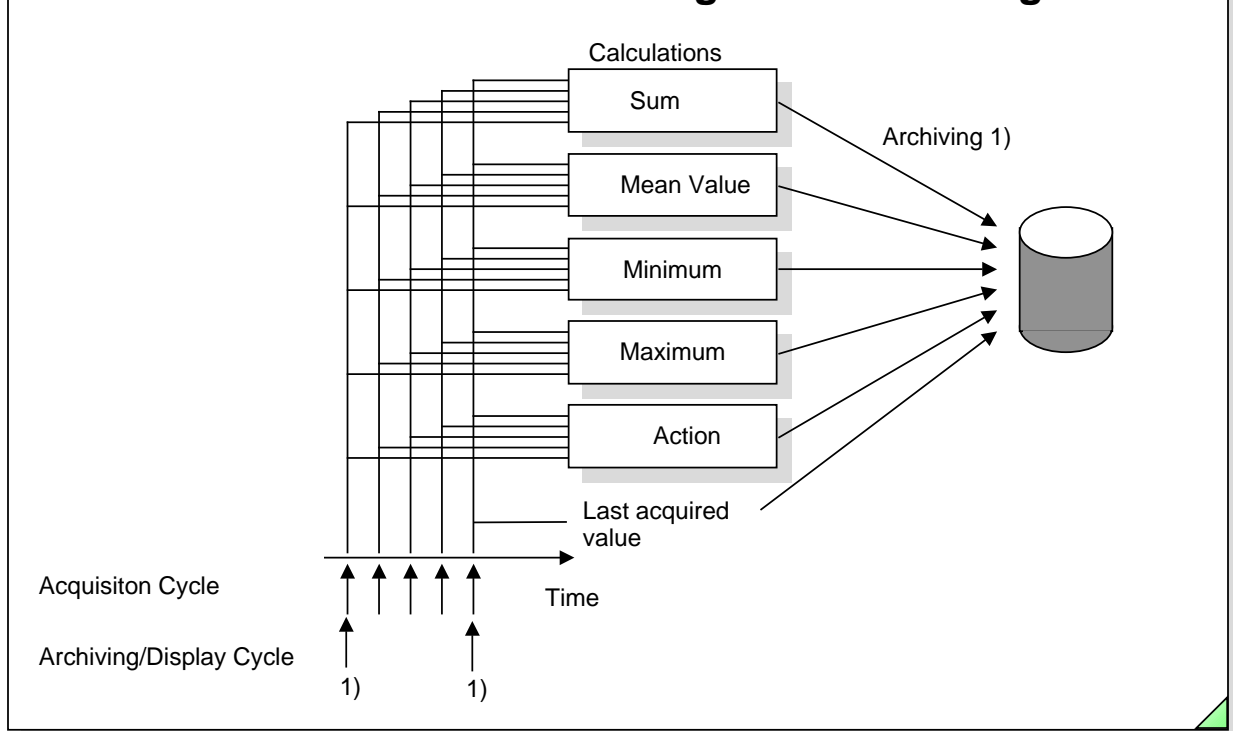 Calculations
Sum
Archiving 1)
Mean Value
Minimum
Maximum
Action
Last acquired
value
Acquisiton Cycle
Time
Archiving/Display Cycle
1)
1)